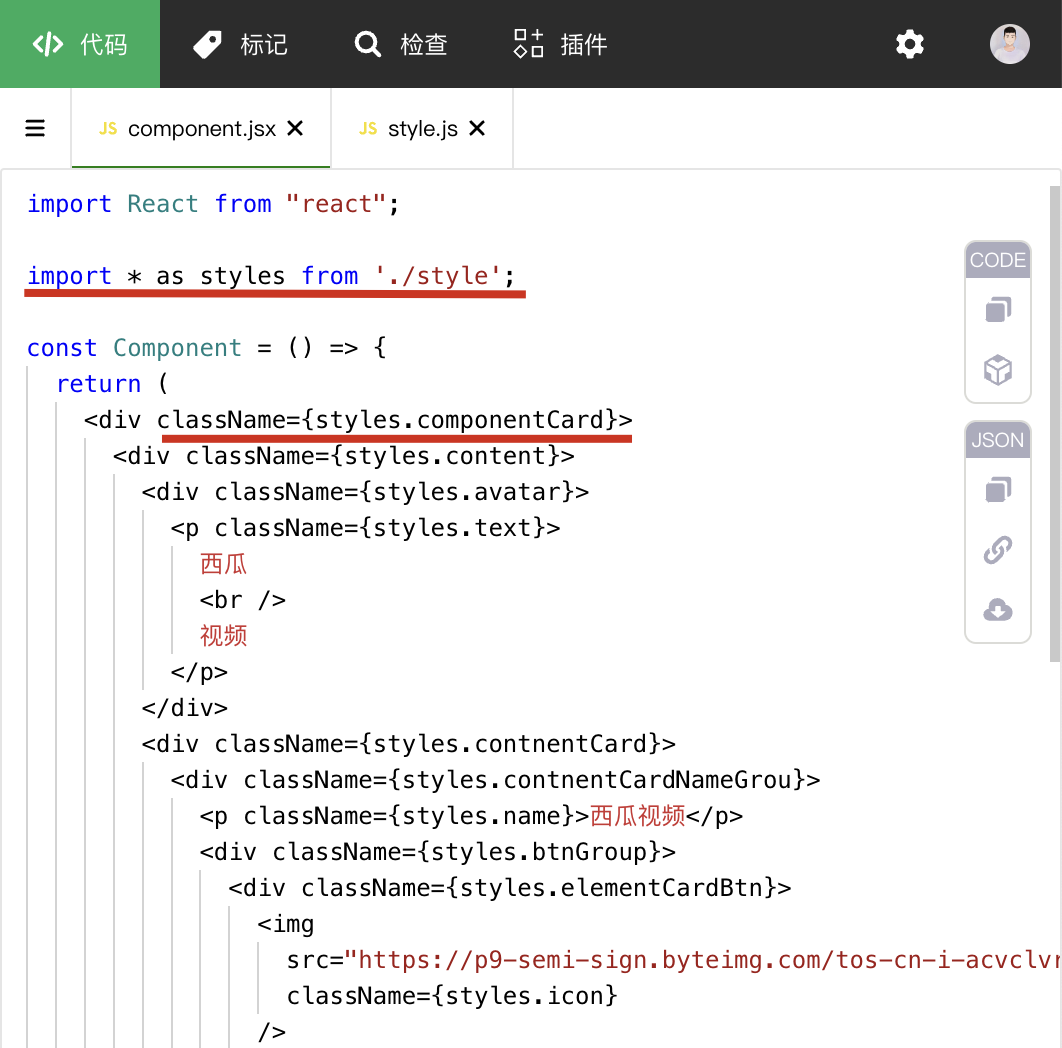 代码 标记 检查 插件
JS component.jsx JS style.js
import React from "react";
import * as styles from './style';
CODE
const Component = () => {
return (
<div className={styles.componentCard}>
JSON
<div className={styles.content}>
<div className={styles.avatar}>
<p className={styles.text}>
西瓜
<br />
视频
</p>
</div>
<div className={styles.contnentCard}>
<div className={styles.contnentCardNameGrou}>
<p className={styles.name}>西瓜视频</p>
<div className={styles.btnGroup}>
<div className={styles.elementCardBtn}>
<img
src="https://p9-semi-sign.byteimg.com/tos-cn-i-acvclvr
className={styles.icon}
/>